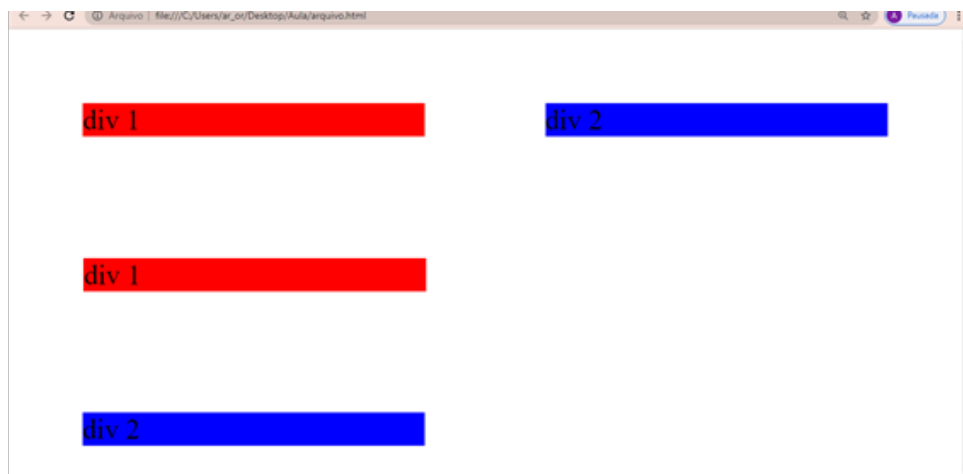 Arquivo | file:///C:/Users/ar_or/Desktop/Aula/arquivo.html
A Pausada
div 1
div 2
div 1
div 2